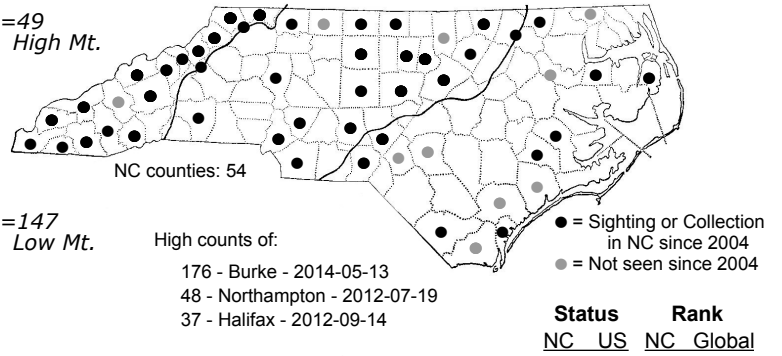 =49
High Mt.
NC counties: 54
=147
Low Mt.
High counts of:
176 - Burke - 2014-05-13
48 - Northampton - 2012-07-19
37 - Halifax - 2012-09-14
= Sighting or Collection
in NC since 2004
= Not seen since 2004
Status Rank
NC US NC Global